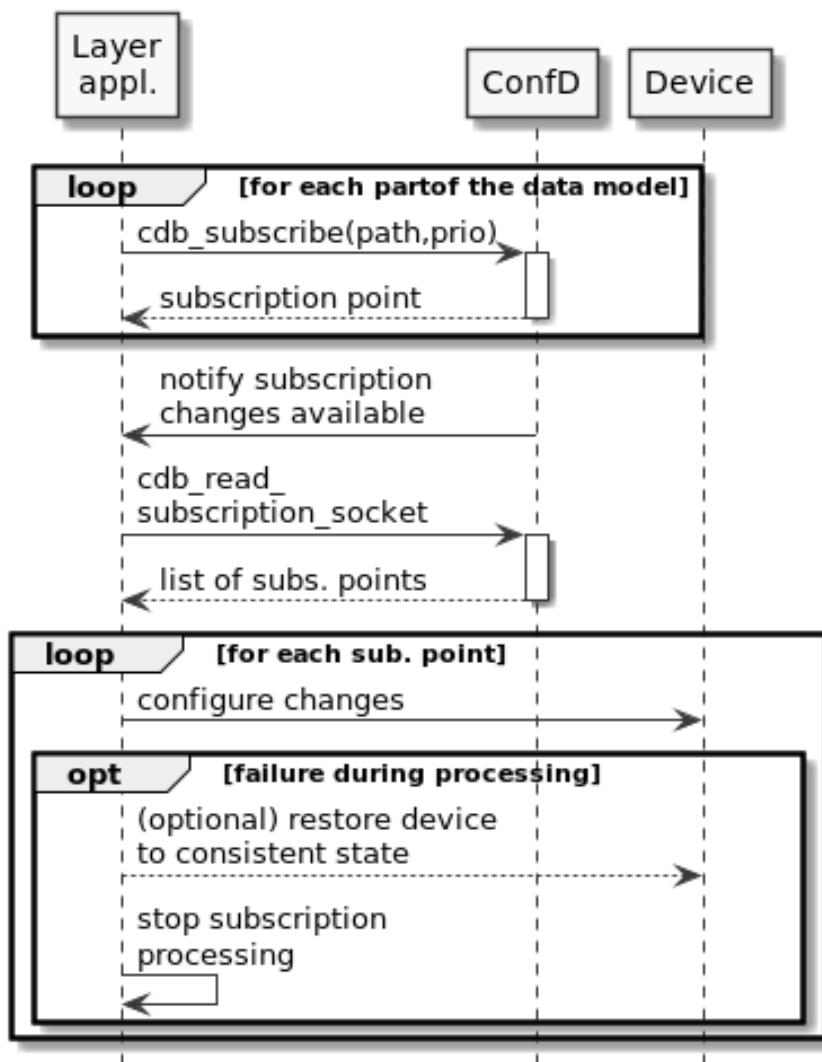 Layer
appl.
ConfD
Device
loop
[for each partof the data model]
cdb_subscribe(path,prio)
subscription point
notify subscription
changes available
cdb_read_
subscription_socket
list of subs. points
loop
[for each sub. point]
configure changes
opt
[failure during processing]
(optional) restore device
to consistent state
stop subscription
processing